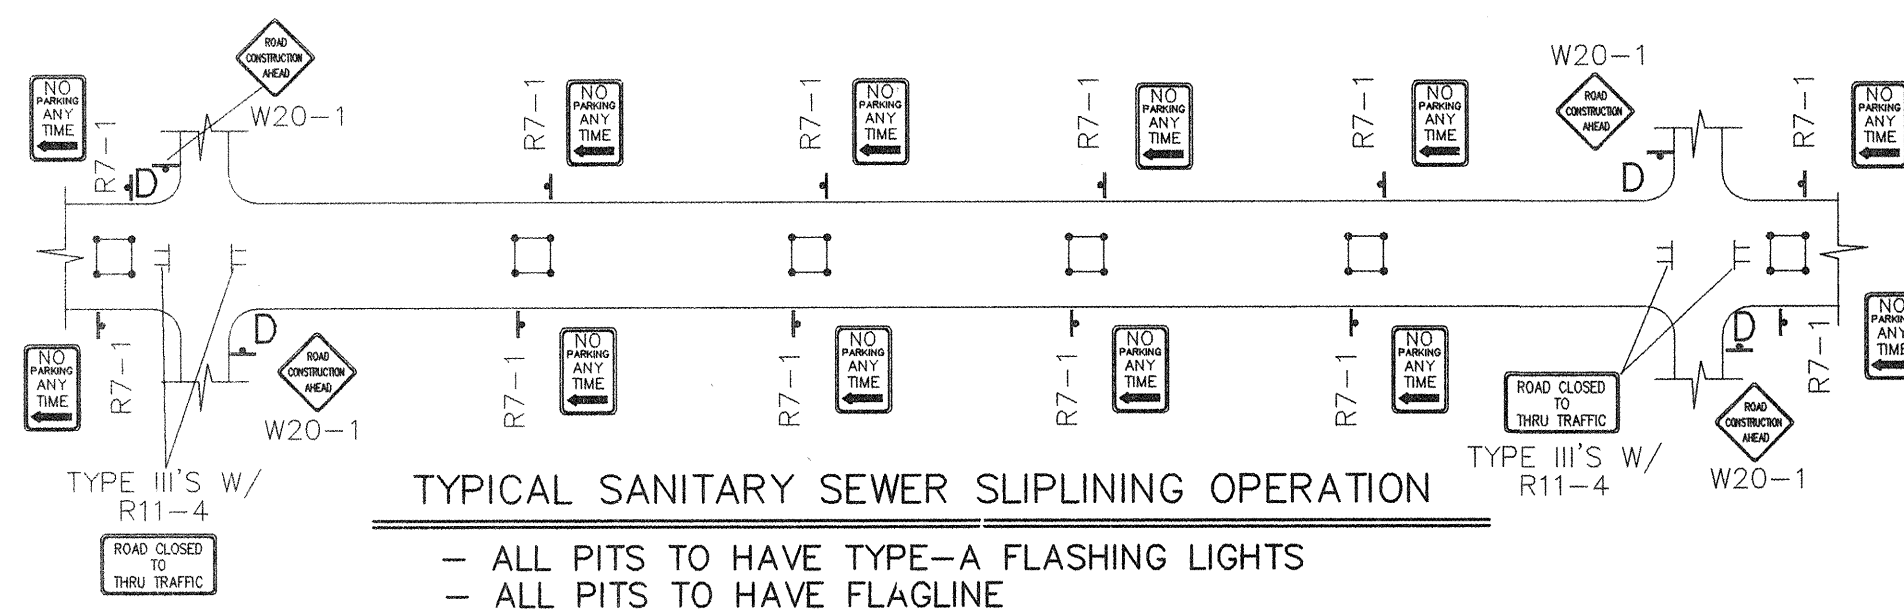 ROAD
CONSTRUCTION
AHEAD
W20-1
NO
PARKING
ANY
TIME
R7-1
R7-1
NO
PARKING
ANY
TIME
R7-1
NO
PARKING
ANY
TIME
R7-1
NO
PARKING
ANY
TIME
R7-1
NO
PARKING
ANY
TIME
W20-1
ROAD
CONSTRUCTION
AHEAD
R7-1
NO
PARKING
ANY
TIME
D
D
D
D
NO
PARKING
ANY
TIME
R7-1
ROAD
CONSTRUCTION
AHEAD
W20-1
R7-1
NO
PARKING
ANY
TIME
R7-1
NO
PARKING
ANY
TIME
R7-1
NO
PARKING
ANY
TIME
R7-1
NO
PARKING
ANY
TIME
ROAD CLOSED
TO
THRU TRAFFIC
TYPE III'S W/
R11-4
ROAD
CONSTRUCTION
AHEAD
W20-1
R7-1
NO
ANY
TYPE III'S W/
R11-4
ROAD CLOSED
TO
THRU TRAFFIC
TYPICAL SANITARY SEWER SLIPLINING OPERATION
- ALL PITS TO HAVE TYPE-A FLASHING LIGHTS
- ALL PITS TO HAVE FLAGLINE